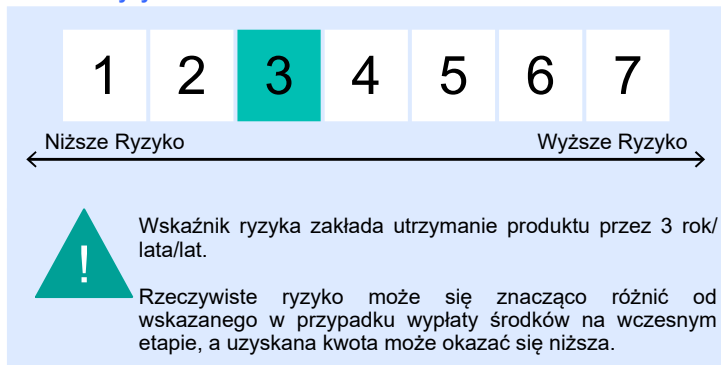 1 2 3 4 5 6 7
Niższe Ryzyko Wyższe Ryzyko
!
Wskaźnik ryzyka zakłada utrzymanie produktu przez 3 rok/
lata/lat.
Rzeczywiste ryzyko może się znacząco różnić od
wskazanego w przypadku wypłaty środków na wczesnym
etapie, a uzyskana kwota może okazać się niższa.